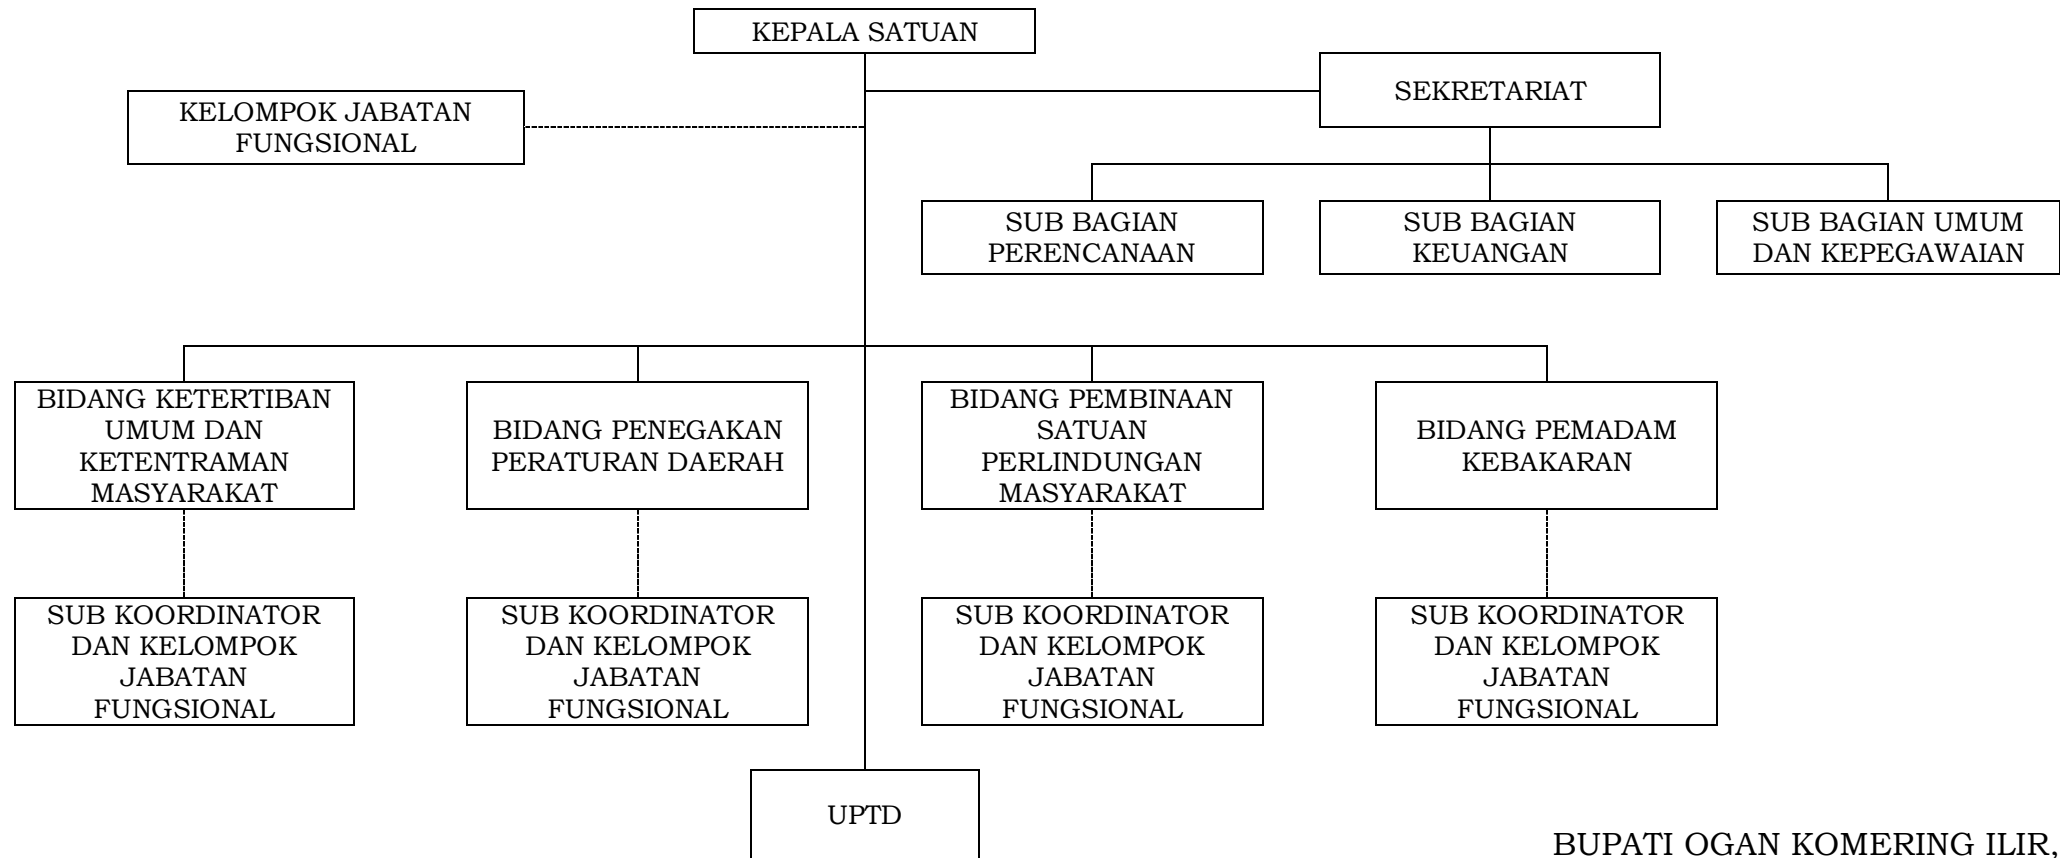 KEPALA SATUAN
SEKRETARIAT
KELOMPOK JABATAN
FUNGSIONAL
SUB BAGIAN
PERENCANAAN
SUB BAGIAN
KEUANGAN
SUB BAGIAN UMUM
DAN KEPEGAWAIAN
BIDANG KETERTIBAN
UMUM DAN
KETENTRAMAN
MASYARAKAT
BIDANG PENEGAKAN
PERATURAN DAERAH
BIDANG PEMBINAAN
SATUAN
PERLINDUNGAN
MASYARAKAT
BIDANG PEMADAM
KEBAKARAN
SUB KOORDINATOR
DAN KELOMPOK
JABATAN
FUNGSIONAL
SUB KOORDINATOR
DAN KELOMPOK
JABATAN
FUNGSIONAL
SUB KOORDINATOR
DAN KELOMPOK
JABATAN
FUNGSIONAL
SUB KOORDINATOR
DAN KELOMPOK
JABATAN
FUNGSIONAL
UPTD
BUPATI OGAN KOMERING ILIR,